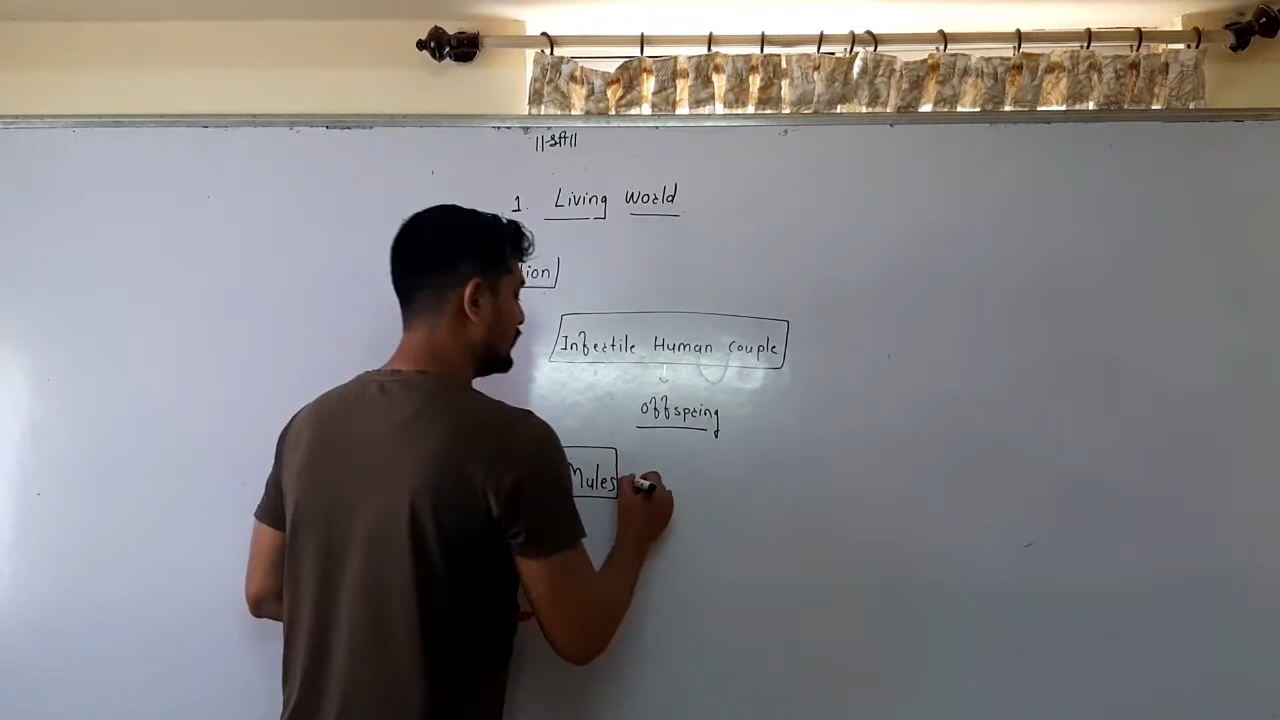 ||श्री||
1. Living World
tion
Infertile Human Couple
offspring
Mules